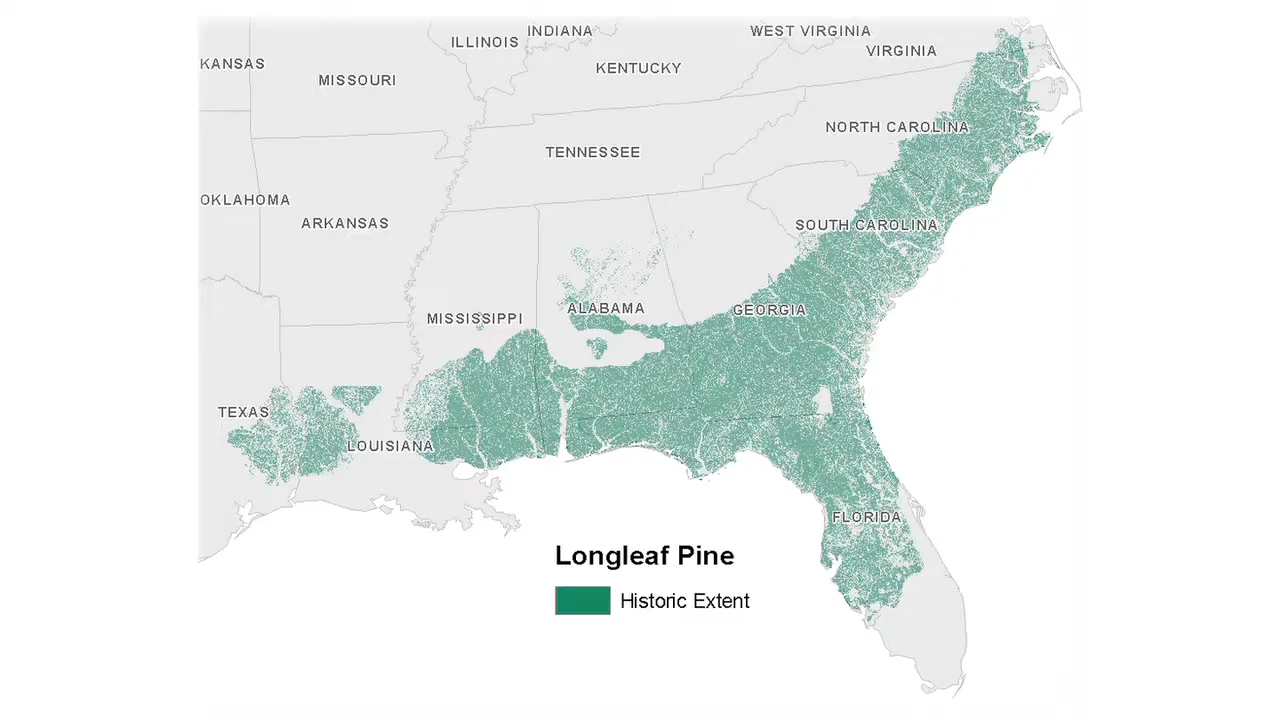 INDIANA
WEST VIRGINIA
ILLINOIS
VIRGINIA
KANSAS
KENTUCKY
MISSOURI
NORTH CAROLINA
TENNESSEE
OKLAHOMA
ARKANSAS
SOUTH CAROLINA
ALABAMA
GEORGIA
MISSISSIPPI
TEXAS
LOUISIANA
FLORIDA
Longleaf Pine
Historic Extent